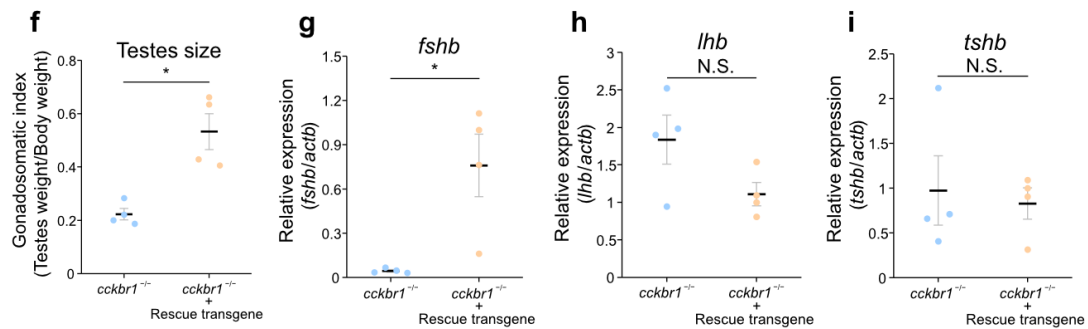 f
Testes size
*
Gonadosomatic index
(Testes weight/Body weight)
0.8
0.6
0.4
0.2
0
cckbr1⁻/⁻
cckbr1⁻/⁻
+
Rescue transgene
g
fshb
*
Relative expression
(fshb/actb)
1.5
1.2
0.9
0.6
0.3
0
cckbr1⁻/⁻
cckbr1⁻/⁻
+
Rescue transgene
h
lhb
N.S.
Relative expression
(lhb/actb)
3
2.5
2
1.5
1
0.5
0
cckbr1⁻/⁻
cckbr1⁻/⁻
+
Rescue transgene
i
tshb
N.S.
Relative expression
(tshb/actb)
2.5
2
1.5
1
0.5
0
cckbr1⁻/⁻
cckbr1⁻/⁻
+
Rescue transgene